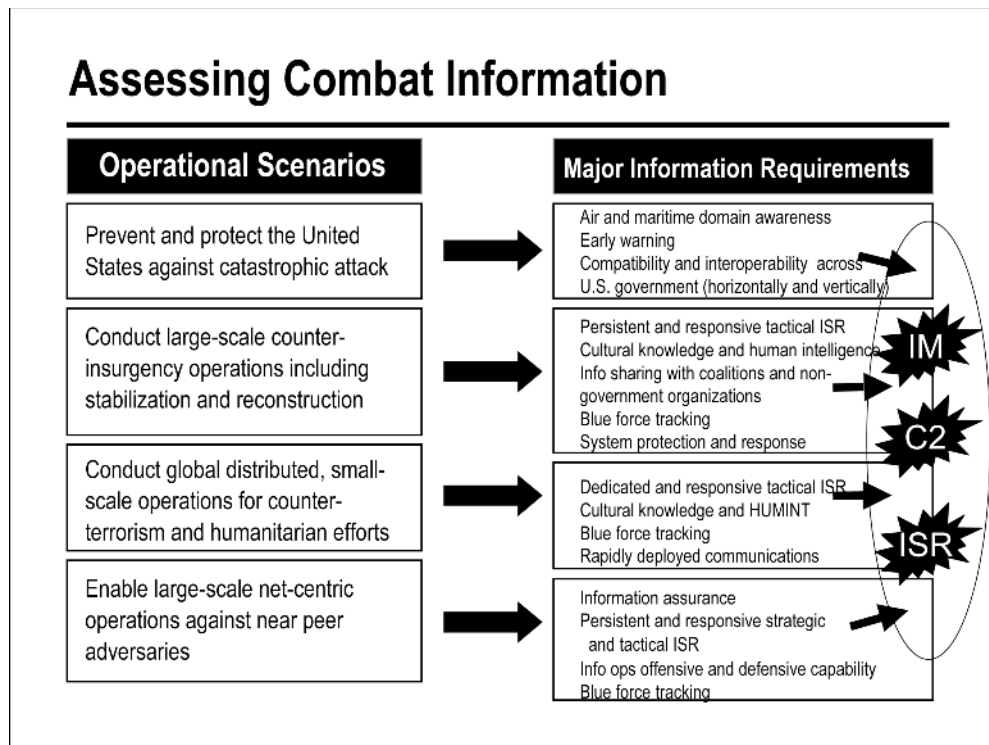 Assessing Combat Information
Operational Scenarios
Major Information Requirements
Prevent and protect the United
States against catastrophic attack
Air and maritime domain awareness
Early warning
Compatibility and interoperability across
U.S. government (horizontally and vertically)
Conduct large-scale counter-
insurgency operations including
stabilization and reconstruction
Persistent and responsive tactical ISR
Cultural knowledge and human intelligence
Info sharing with coalitions and non-
government organizations
Blue force tracking
System protection and response
Conduct global distributed, small-
scale operations for counter-
terrorism and humanitarian efforts
Dedicated and responsive tactical ISR
Cultural knowledge and HUMINT
Blue force tracking
Rapidly deployed communications
Enable large-scale net-centric
operations against near peer
adversaries
Information assurance
Persistent and responsive strategic
and tactical ISR
Info ops offensive and defensive capability
Blue force tracking
IM
C2
ISR